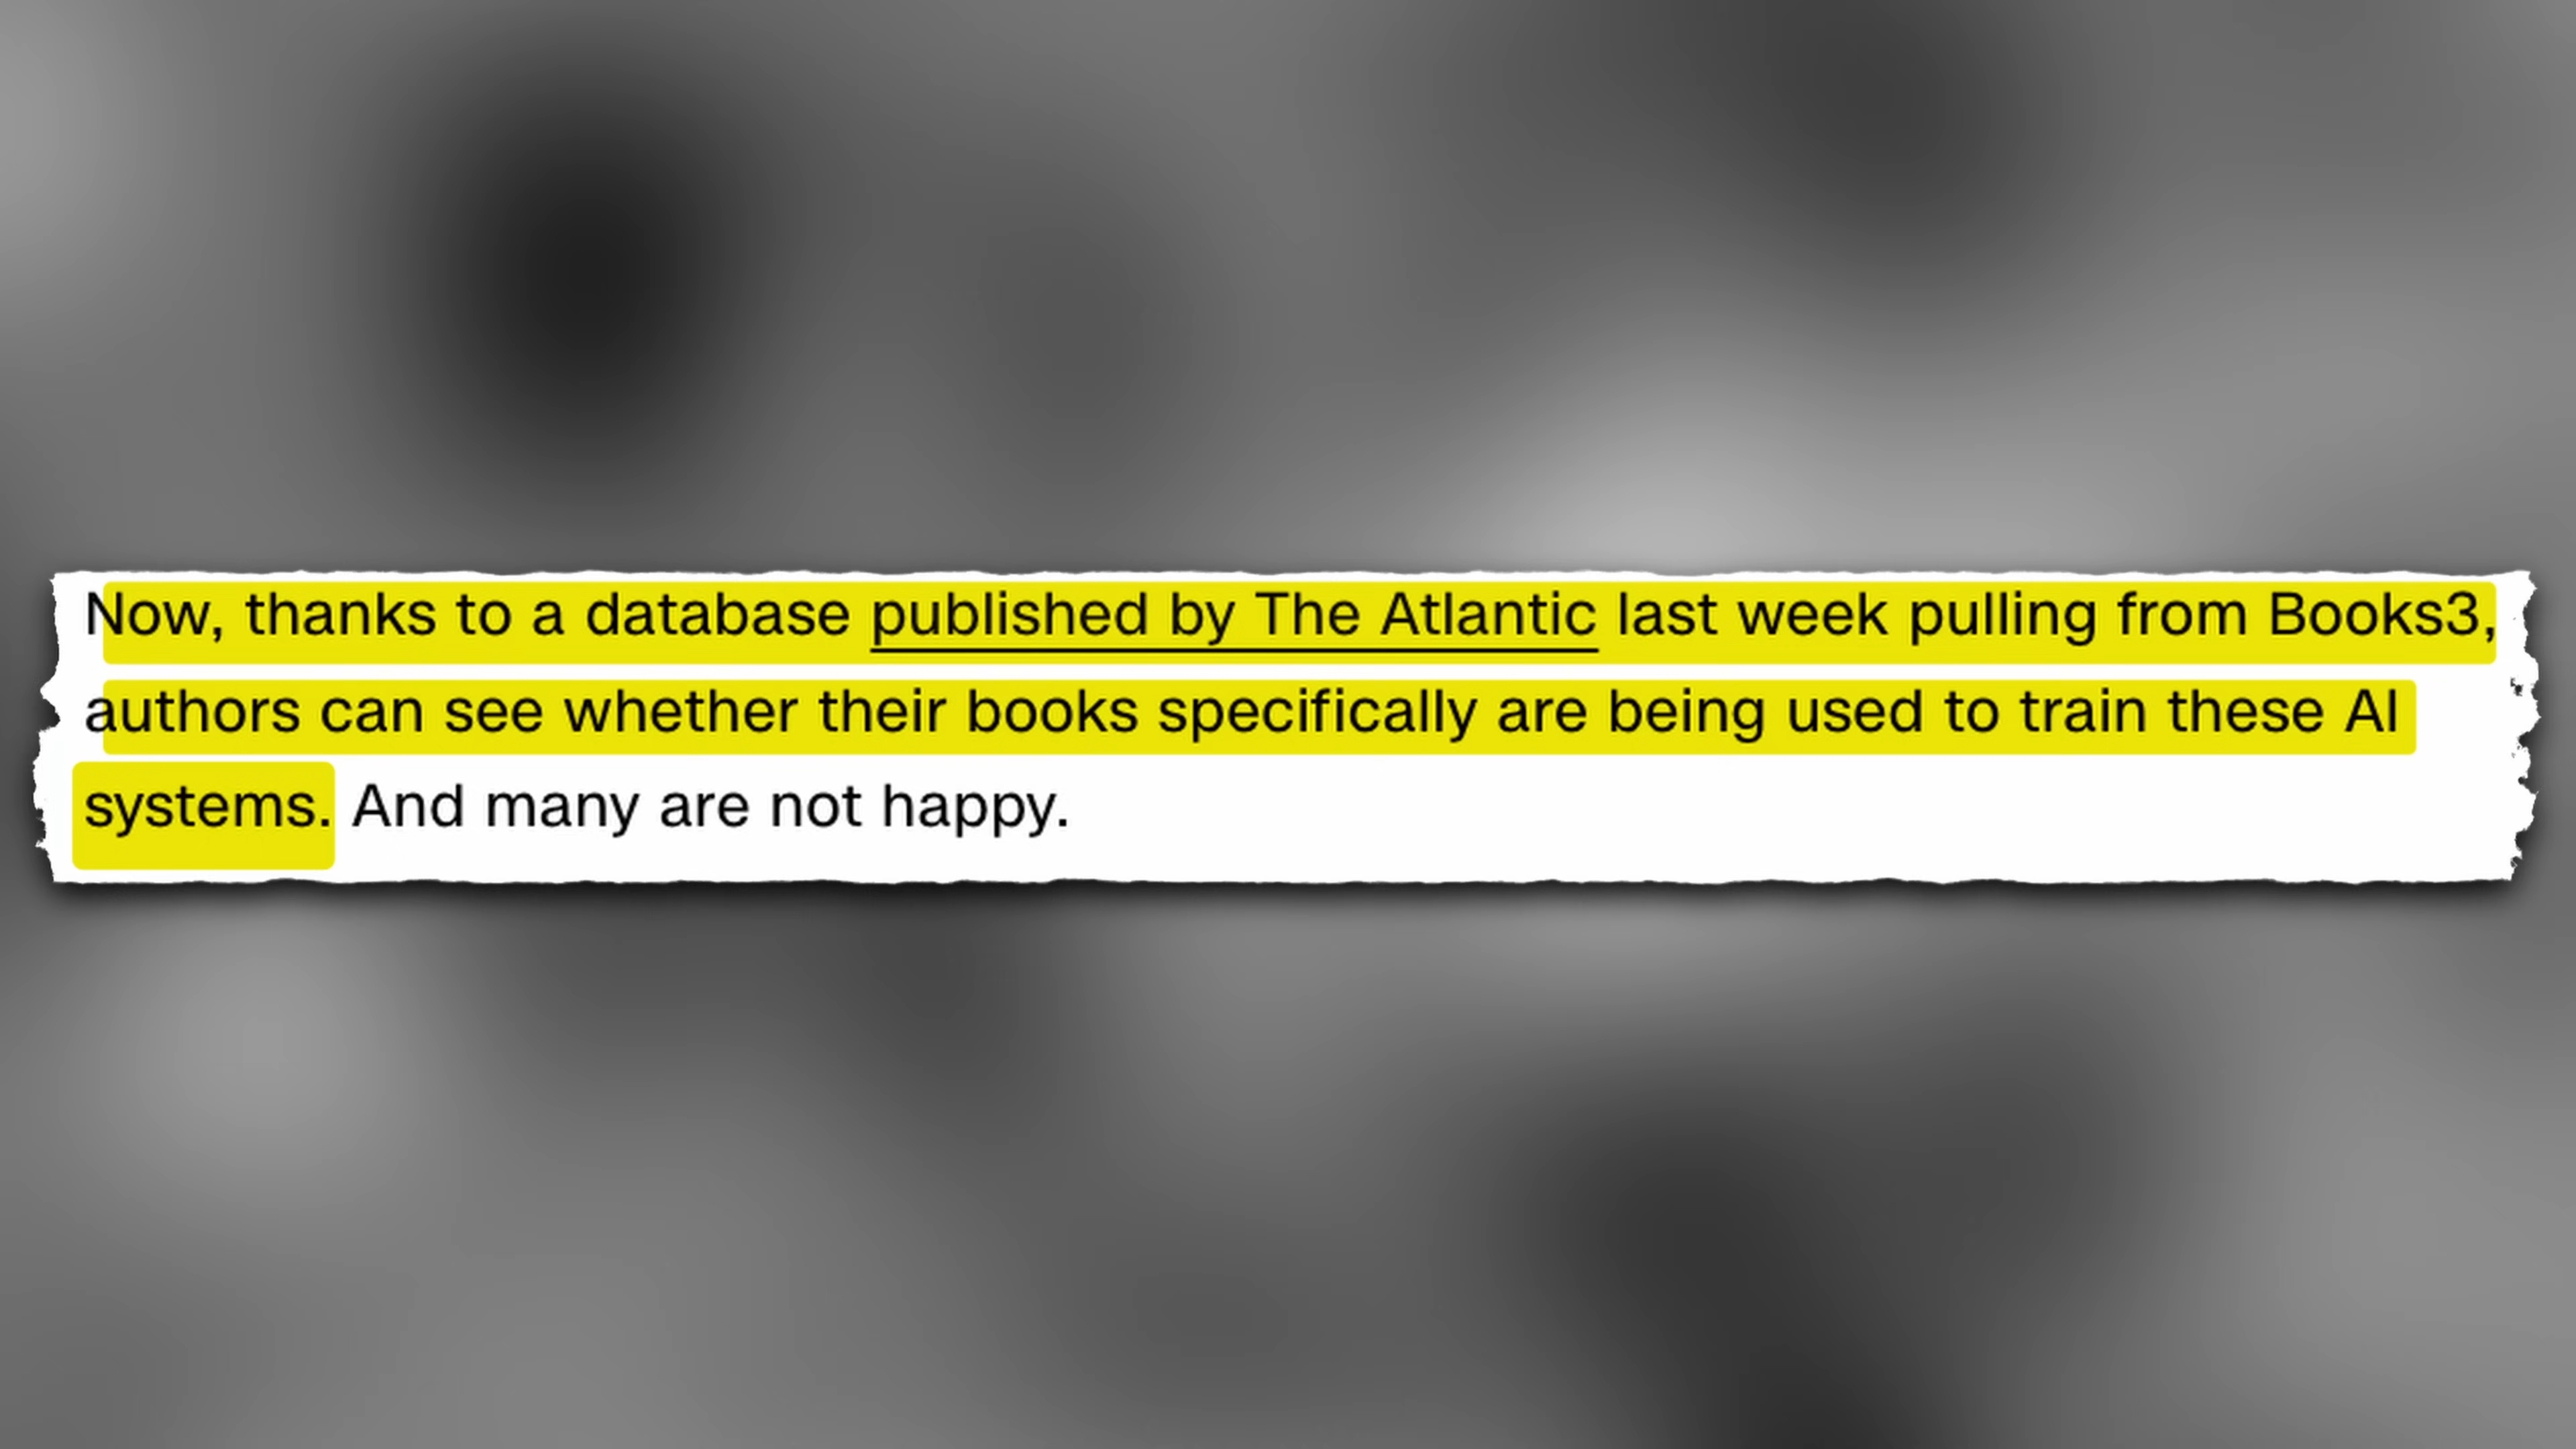 Now, thanks to a database published by The Atlantic last week pulling from Books3,
authors can see whether their books specifically are being used to train these AI
systems. And many are not happy.